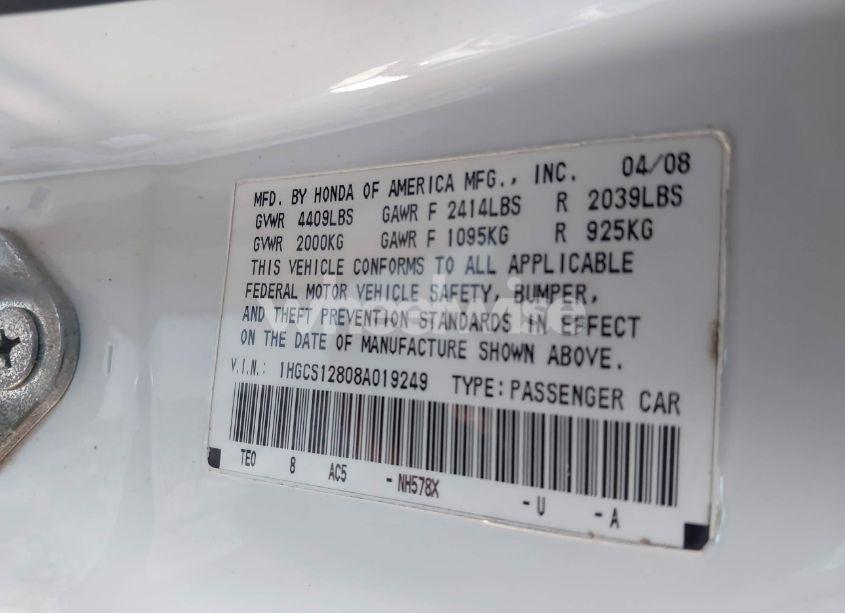 MFD. BY HONDA OF AMERICA MFG., INC. 04/08
GVWR 4409LBS GAWR F 2414LBS R 2039LBS
GVWR 2000KG GAWR F 1095KG R 925KG
THIS VEHICLE CONFORMS TO ALL APPLICABLE
FEDERAL MOTOR VEHICLE SAFETY, BUMPER,
AND THEFT PREVENTION STANDARDS IN EFFECT
ON THE DATE OF MANUFACTURE SHOWN ABOVE.
V.I.N.: 1HGCS12808A019249 TYPE: PASSENGER CAR
TE0 8 AC5 - NH578X - U - A
wheelwise